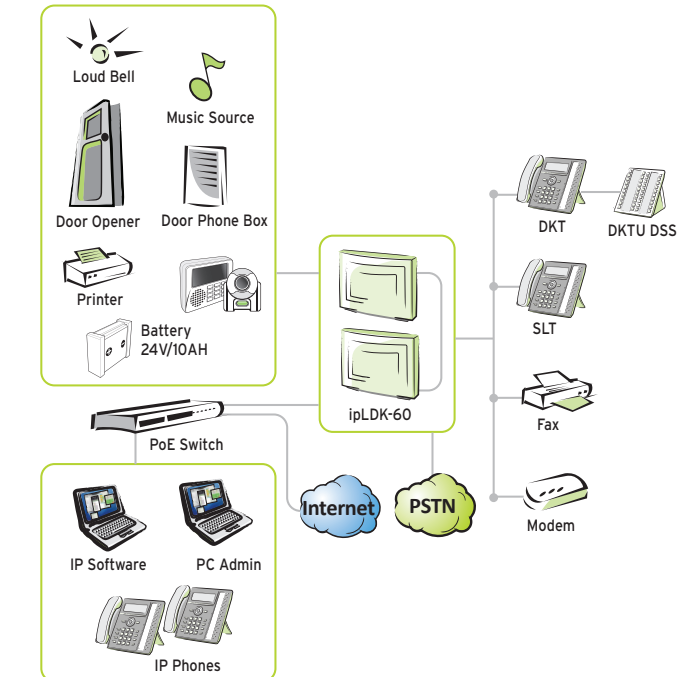 Loud Bell
Music Source
Door Opener
Door Phone Box
Printer
Battery
24V/10AH
ipLDK-60
DKT
DKTU DSS
SLT
Fax
Modem
PoE Switch
Internet
PSTN
IP Software
PC Admin
IP Phones